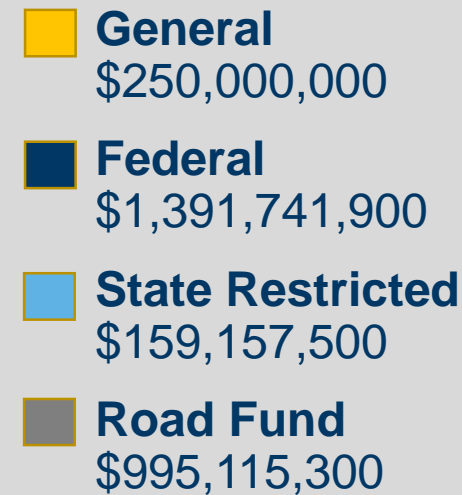 General
$250,000,000
Federal
$1,391,741,900
State Restricted
$159,157,500
Road Fund
$995,115,300